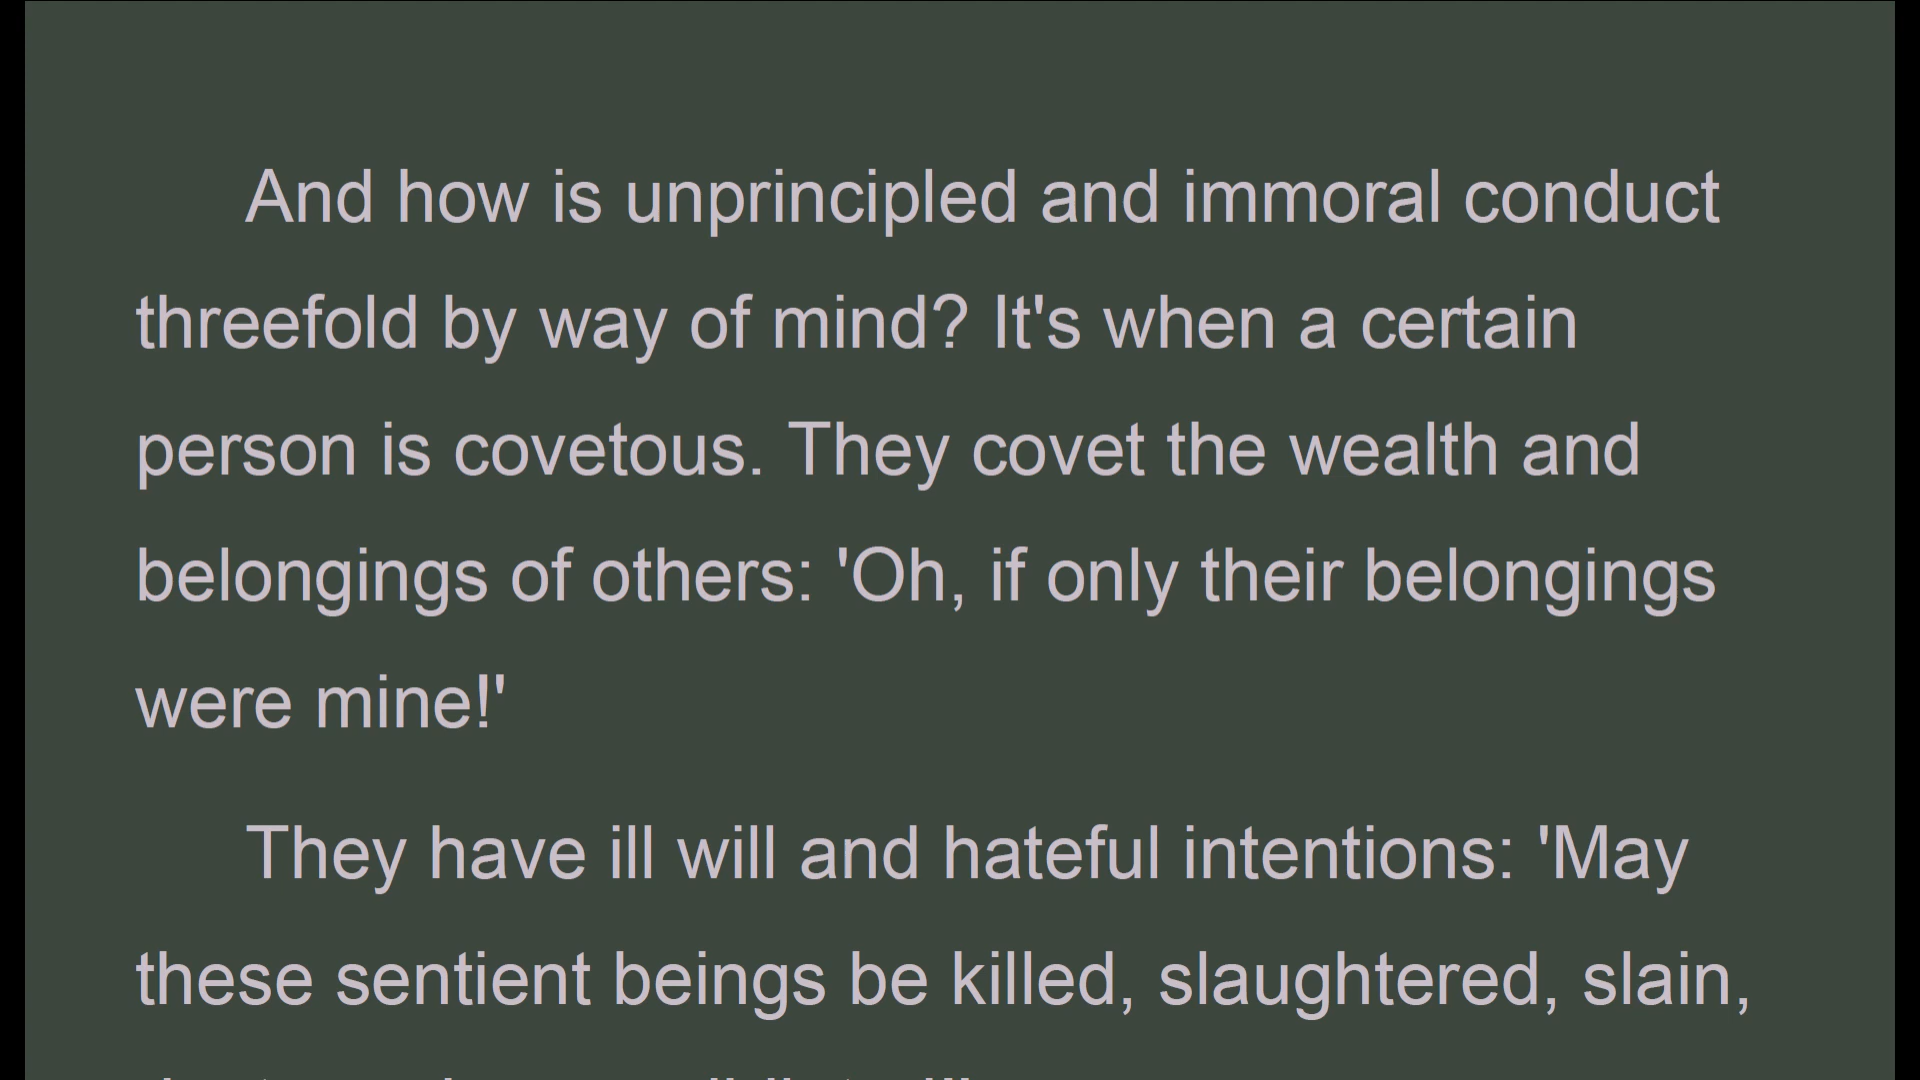 And how is unprincipled and immoral conduct
threefold by way of mind? It's when a certain
person is covetous. They covet the wealth and
belongings of others: 'Oh, if only their belongings
were mine!'
They have ill will and hateful intentions: 'May
these sentient beings be killed, slaughtered, slain,